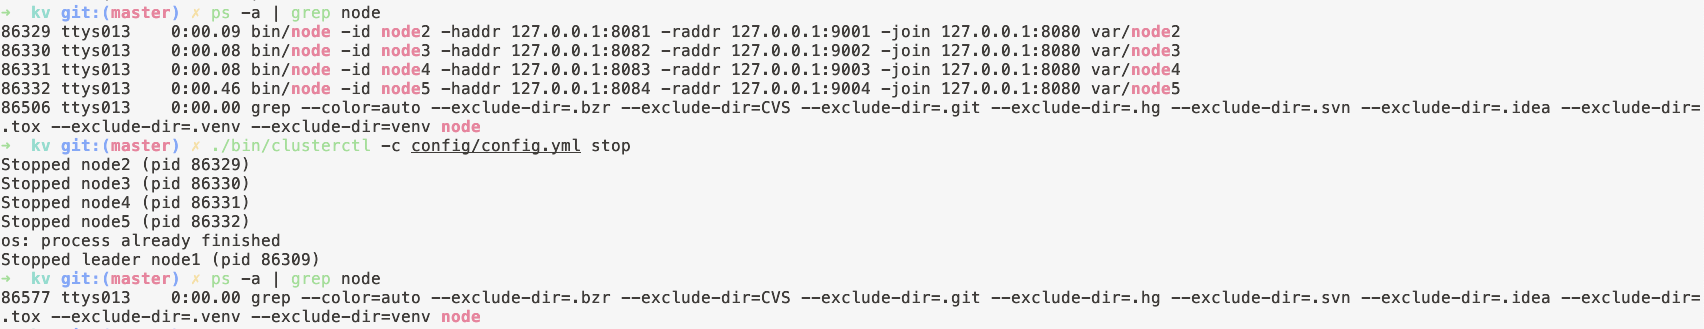 ➜  kv git:(master) ✗ ps -a | grep node
86329 ttys013    0:00.09 bin/node -id node2 -haddr 127.0.0.1:8081 -raddr 127.0.0.1:9001 -join 127.0.0.1:8080 var/node2
86330 ttys013    0:00.08 bin/node -id node3 -haddr 127.0.0.1:8082 -raddr 127.0.0.1:9002 -join 127.0.0.1:8080 var/node3
86331 ttys013    0:00.08 bin/node -id node4 -haddr 127.0.0.1:8083 -raddr 127.0.0.1:9003 -join 127.0.0.1:8080 var/node4
86332 ttys013    0:00.46 bin/node -id node5 -haddr 127.0.0.1:8084 -raddr 127.0.0.1:9004 -join 127.0.0.1:8080 var/node5
86506 ttys013    0:00.00 grep --color=auto --exclude-dir=.bzr --exclude-dir=CVS --exclude-dir=.git --exclude-dir=.hg --exclude-dir=.svn --exclude-dir=.idea --exclude-dir=
.tox --exclude-dir=.venv --exclude-dir=venv node
➜  kv git:(master) ✗ ./bin/clusterctl -c config/config.yml stop
Stopped node2 (pid 86329)
Stopped node3 (pid 86330)
Stopped node4 (pid 86331)
Stopped node5 (pid 86332)
os: process already finished
Stopped leader node1 (pid 86309)
➜  kv git:(master) ✗ ps -a | grep node
86577 ttys013    0:00.00 grep --color=auto --exclude-dir=.bzr --exclude-dir=CVS --exclude-dir=.git --exclude-dir=.hg --exclude-dir=.svn --exclude-dir=.idea --exclude-dir=
.tox --exclude-dir=.venv --exclude-dir=venv node